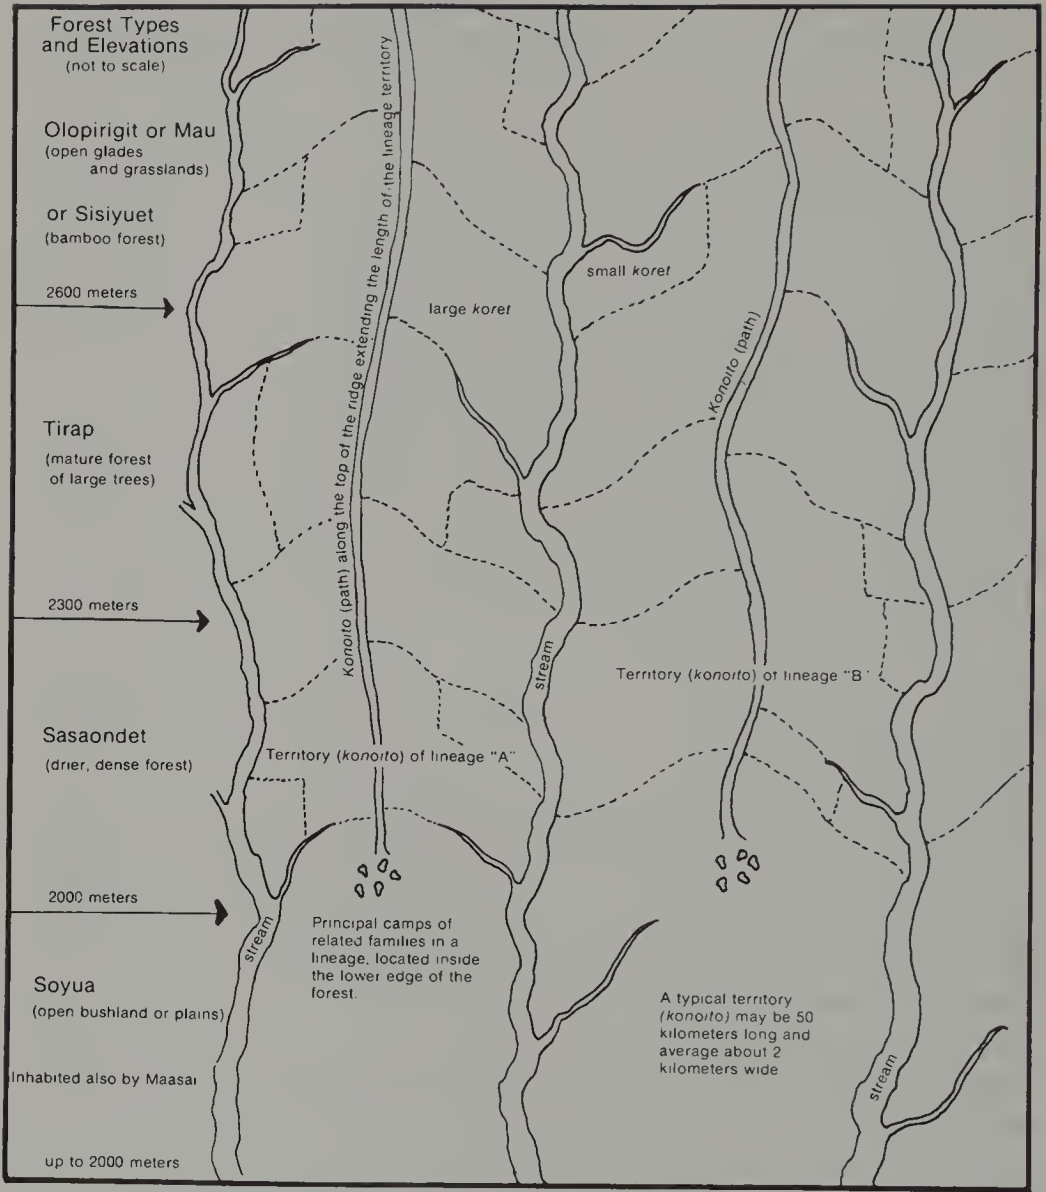 Forest Types
and Elevations
(not to scale)
Olopirigit or Mau
(open glades
and grasslands)
or Sisiyuet
(bamboo forest)
2600 meters
Tirap
(mature forest
of large trees)
2300 meters
Sasaondet
(drier, dense forest)
2000 meters
Soyua
(open bushland or plains)
Inhabited also by Maasai
up to 2000 meters
Konoito (path) along the top of the ridge extending the length of the lineage territory
large koret
small koret
Konoito (path)
stream
Territory (konoito) of lineage "A"
Territory (konoito) of lineage "B"
stream
Principal camps of
related families in a
lineage, located inside
the lower edge of the
forest.
A typical territory
(konoito) may be 50
kilometers long and
average about 2
kilometers wide
stream